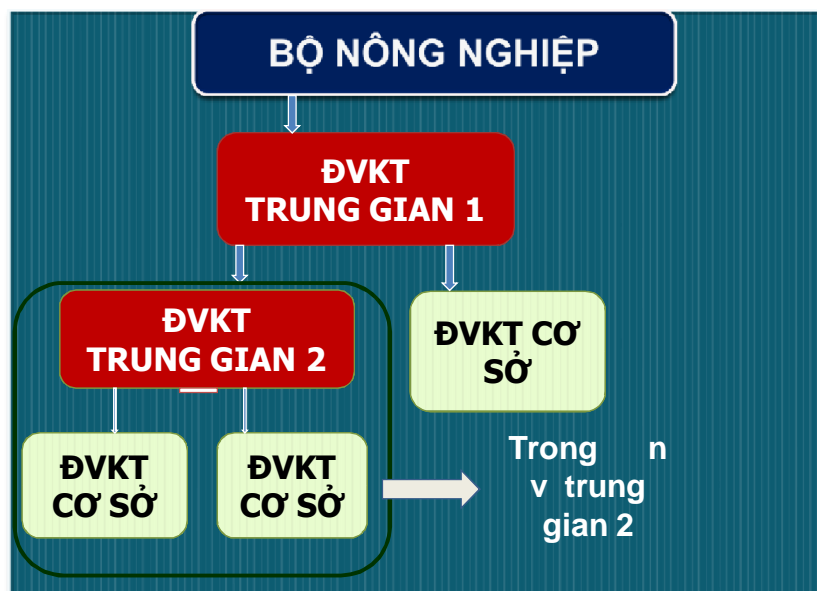 BỘ NÔNG NGHIỆP
ĐVKT
TRUNG GIAN 1
ĐVKT
TRUNG GIAN 2
ĐVKT CƠ
SỞ
ĐVKT
CƠ SỞ
ĐVKT
CƠ SỞ
Trong n
v trung
gian 2